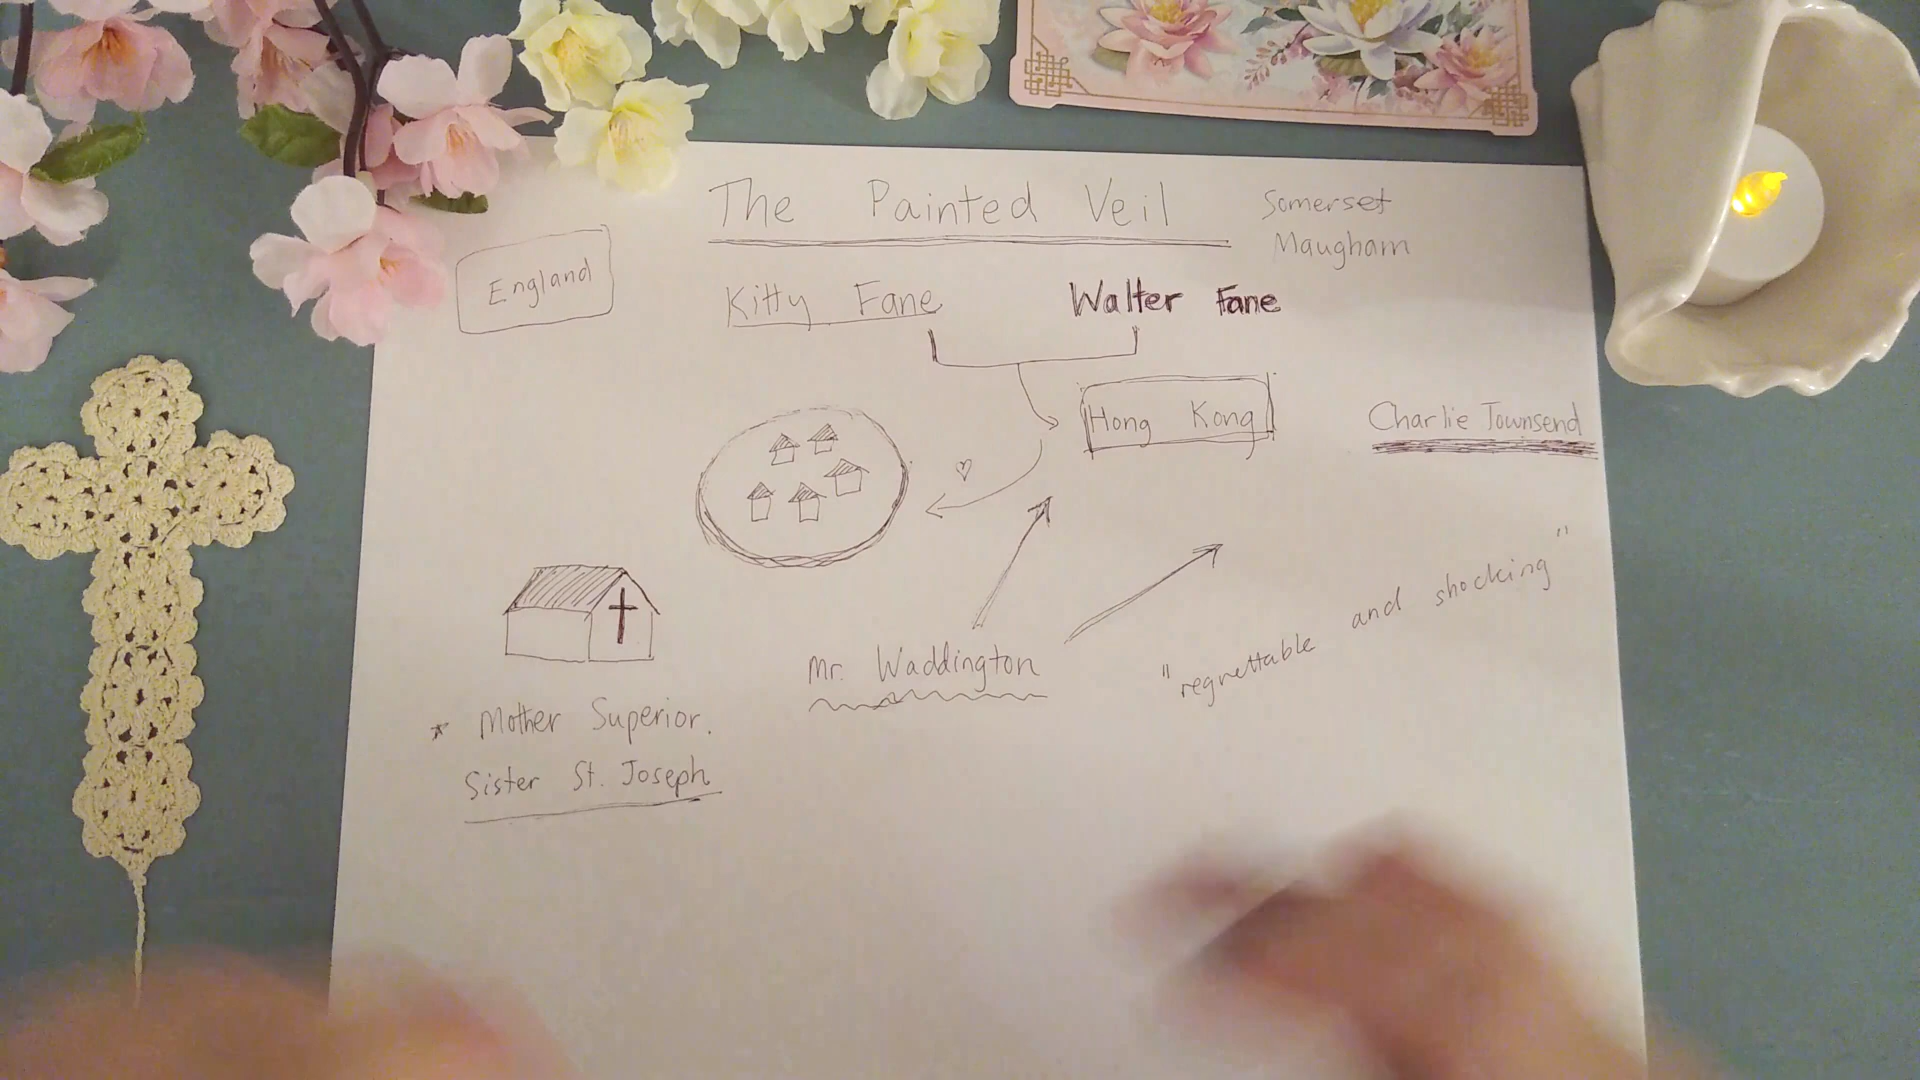 The Painted Veil
Somerset
Maugham
England
Kitty Fane
Walter Fane
Hong Kong
Charlie Townsend
"regrettable and shocking"
Mr. Waddington
* Mother Superior.
Sister St. Joseph